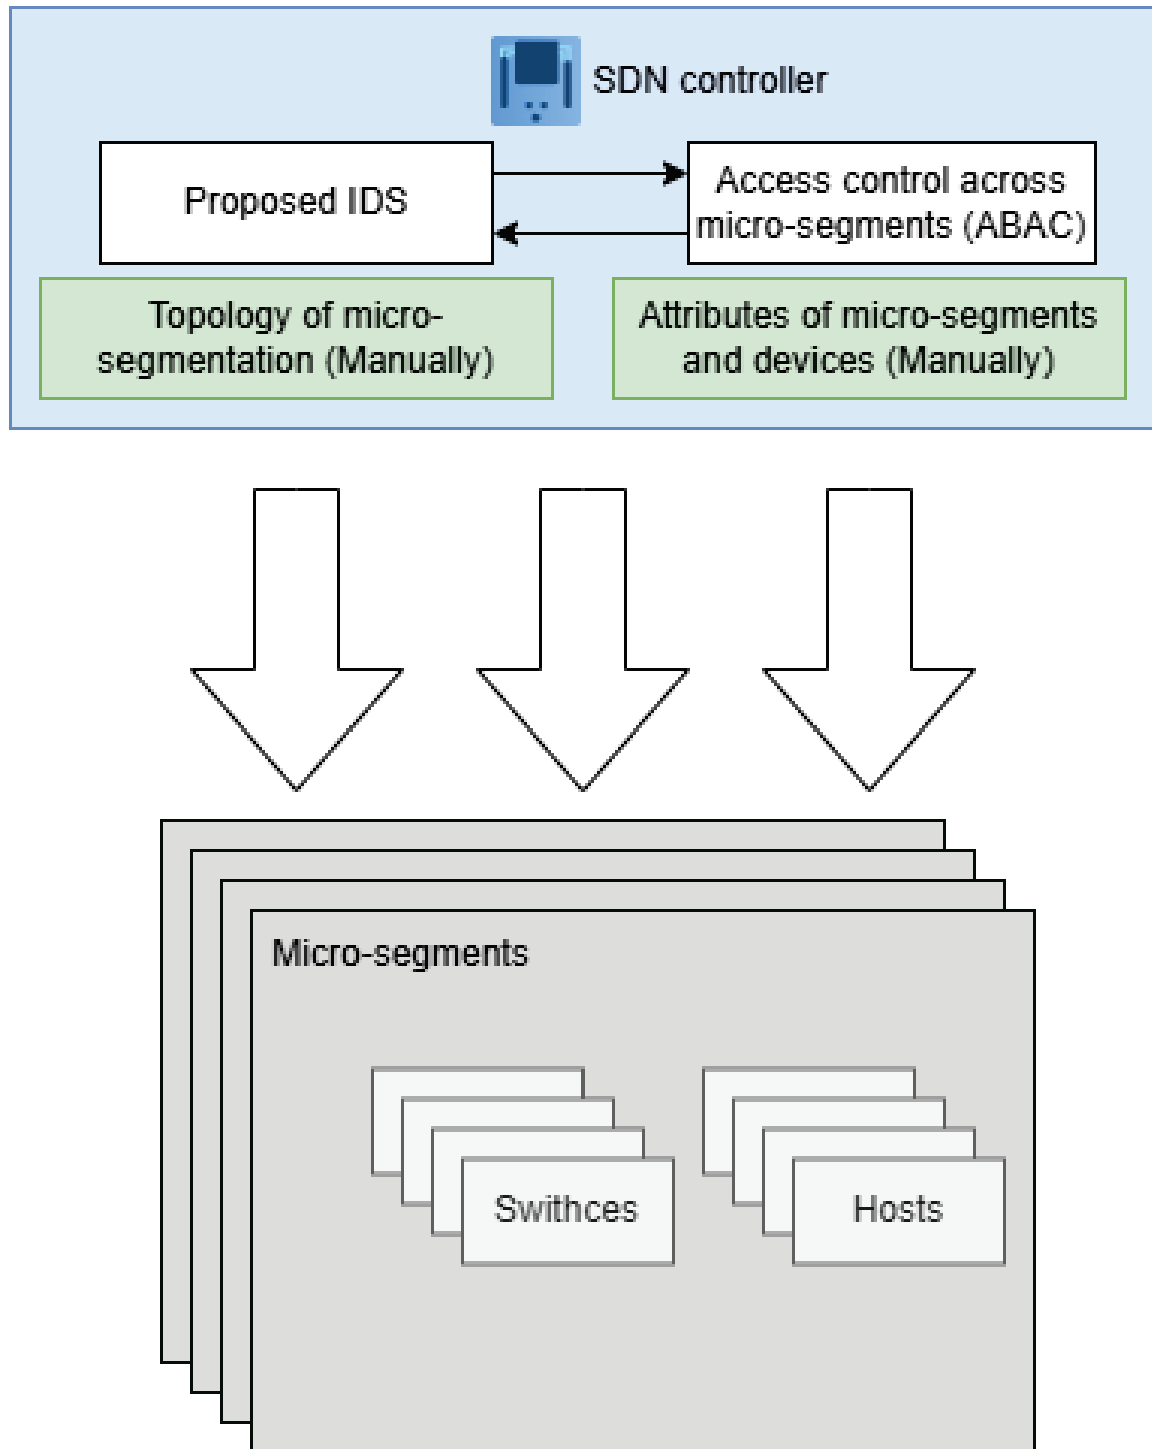 SDN controller
Proposed IDS
Access control across
micro-segments (ABAC)
Topology of micro-
segmentation (Manually)
Attributes of micro-segments
and devices (Manually)
Micro-segments
Swithces
Hosts